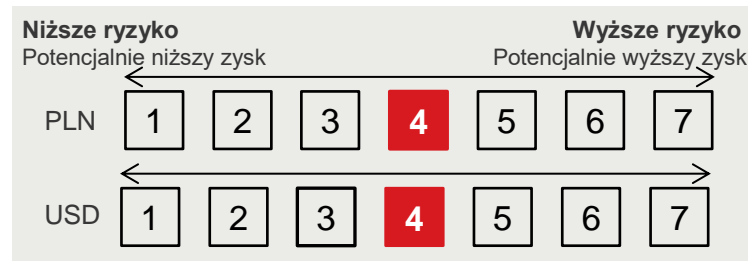 Niższe ryzyko Wyższe ryzyko
Potencjalnie niższy zysk Potencjalnie wyższy zysk
PLN 1 2 3 4 5 6 7
USD 1 2 3 4 5 6 7